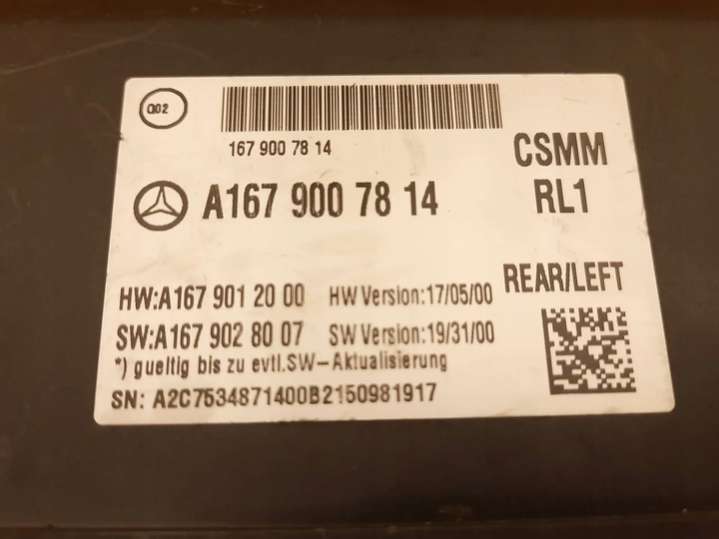 Q02
167 900 78 14
CSMM
A167 900 78 14
RL1
HW:A167 901 20 00 HW Version:17/05/00
REAR/LEFT
SW:A167 902 80 07 SW Version:19/31/00
*) gueltig bis zu evtl.SW-Aktualisierung
SN: A2C7534871400B2150981917